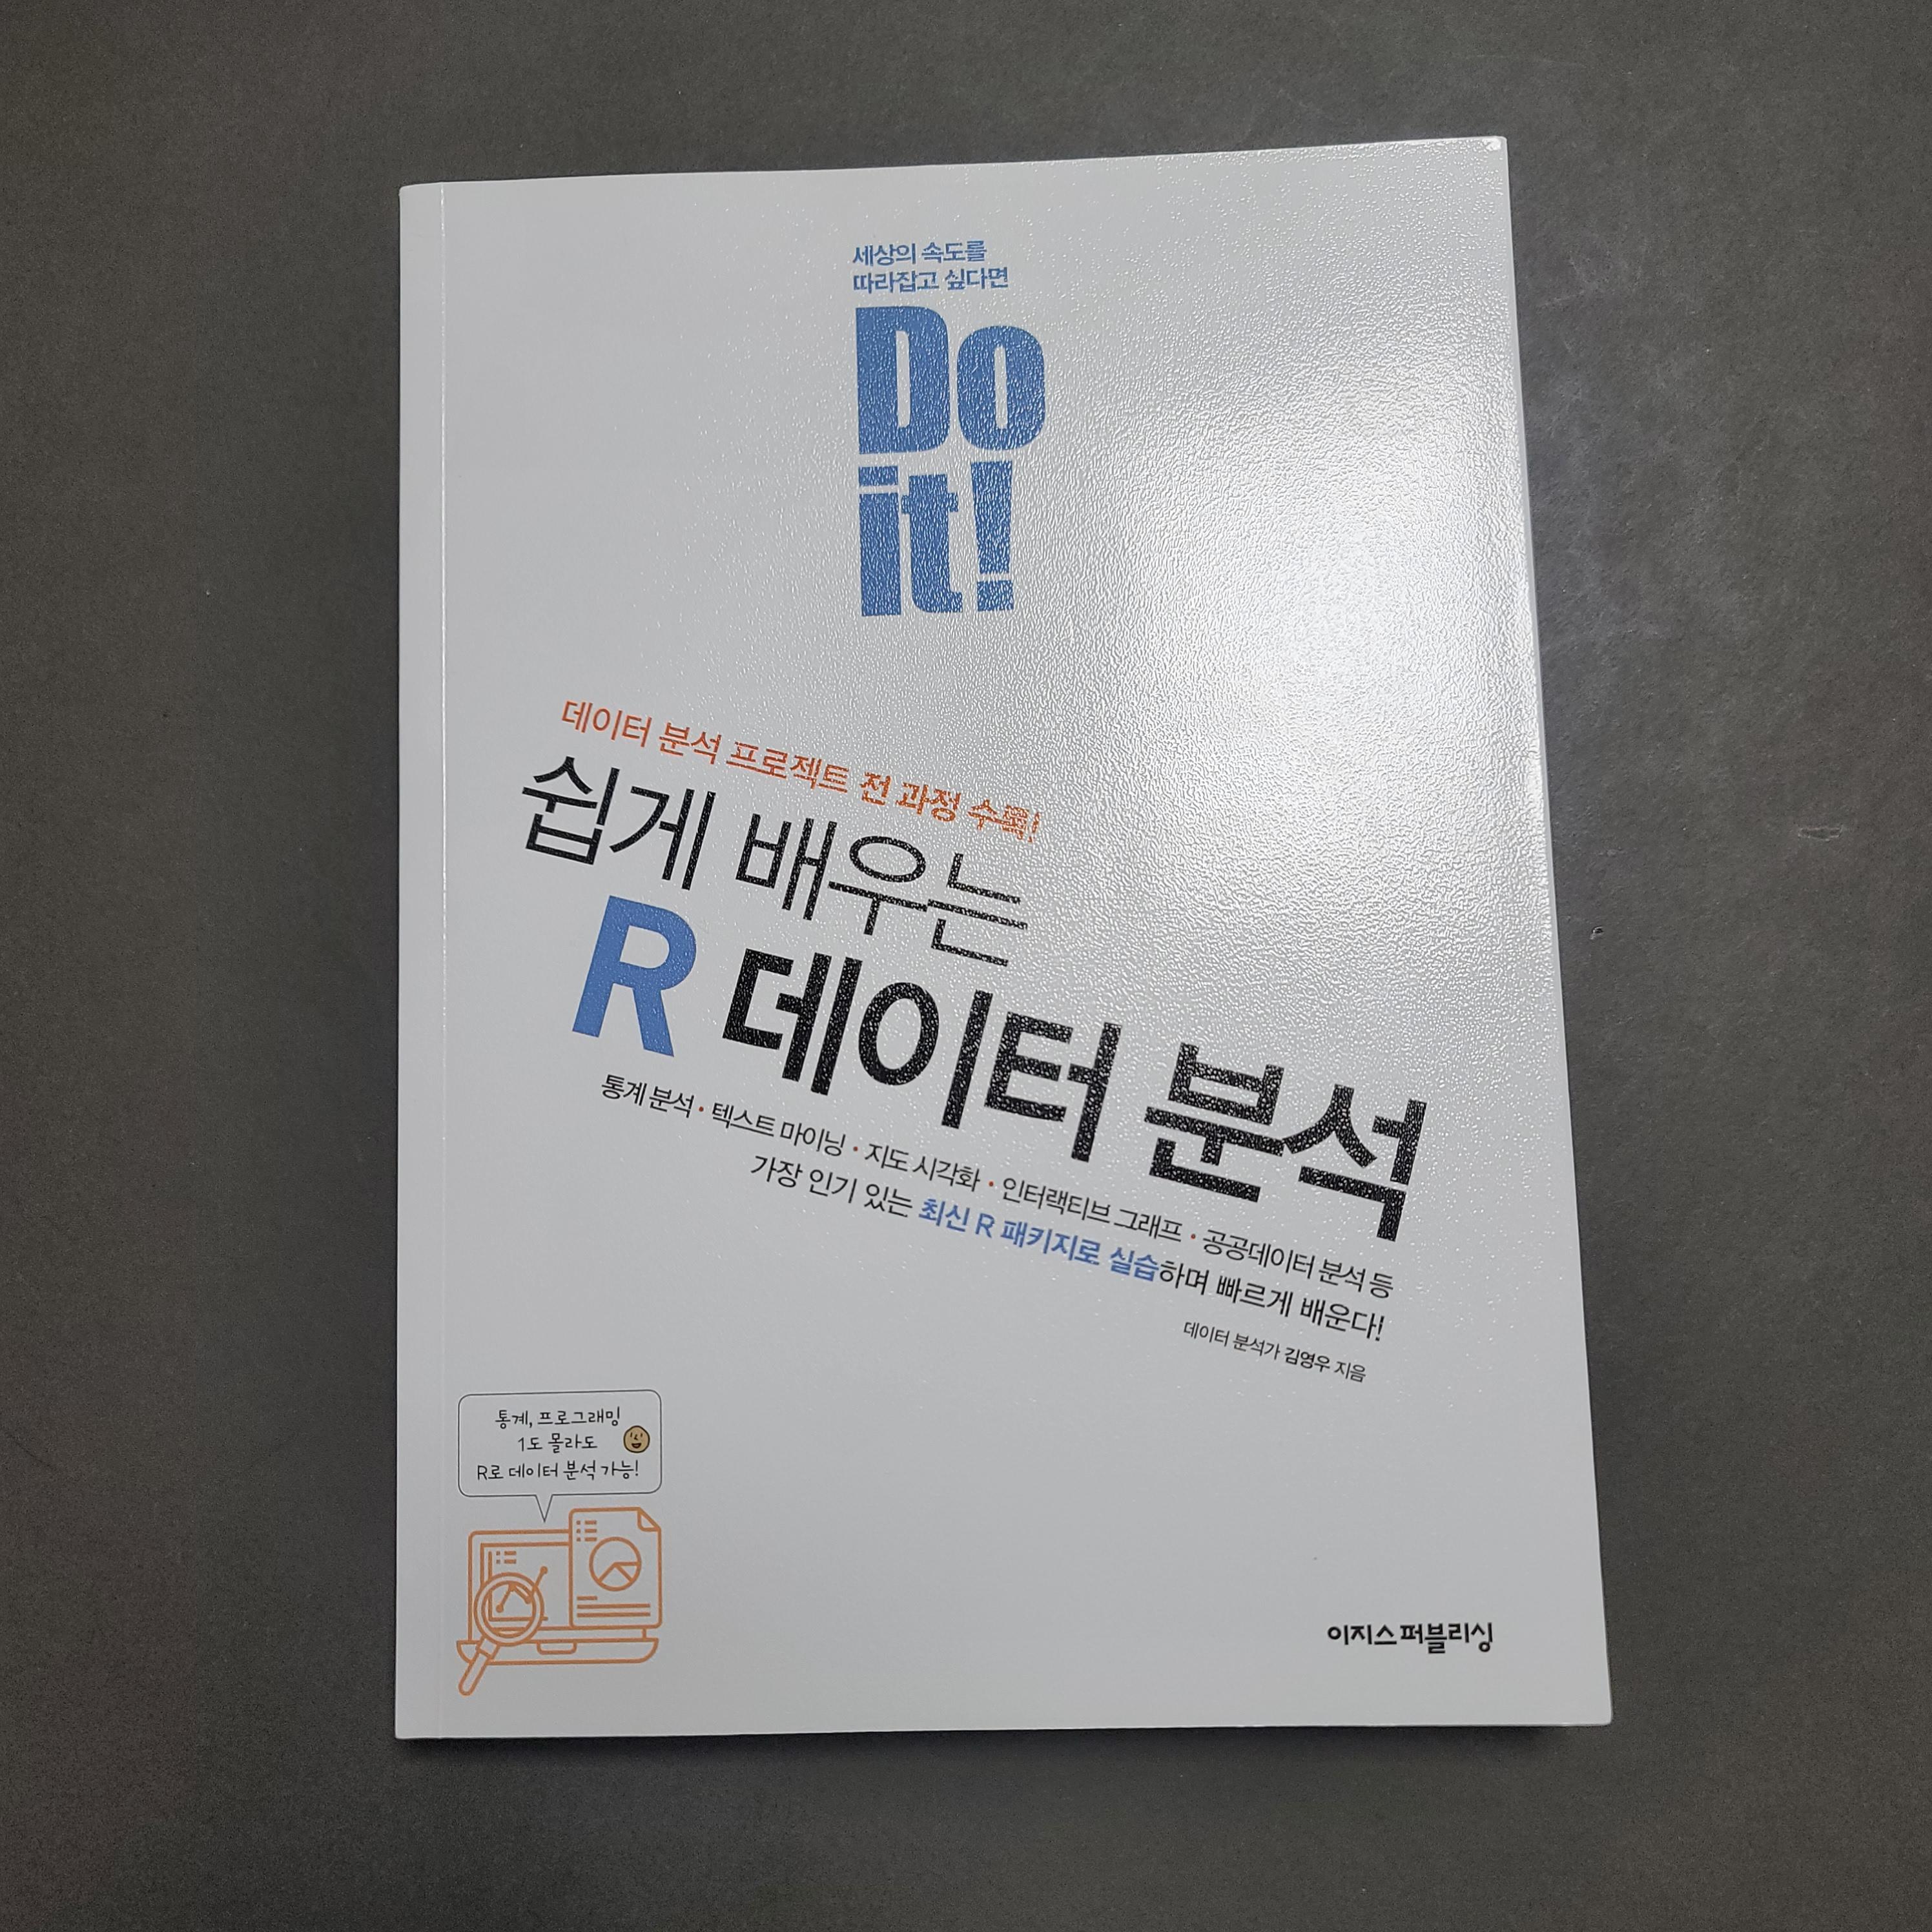 세상의 속도를
따라잡고 싶다면
Do
it!
데이터 분석 프로젝트 전 과정 수록!
쉽게 배우는
R 데이터 분석
통계 분석 · 텍스트 마이닝 · 지도 시각화 · 인터랙티브 그래프 · 공공데이터 분석 등
가장 인기 있는 최신 R 패키지로 실습하며 빠르게 배운다!
데이터 분석가 김영우 지음
통계, 프로그래밍
1도 몰라도
R로 데이터 분석 가능!
이지스퍼블리싱